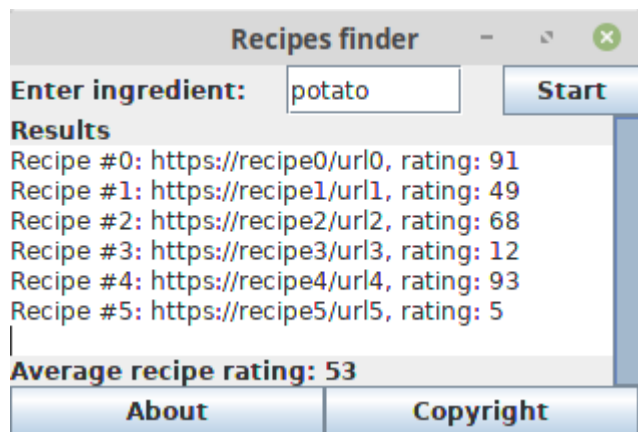 Recipes finder
Enter ingredient: potato Start
Results
Recipe #0: https://recipe0/url0, rating: 91
Recipe #1: https://recipe1/url1, rating: 49
Recipe #2: https://recipe2/url2, rating: 68
Recipe #3: https://recipe3/url3, rating: 12
Recipe #4: https://recipe4/url4, rating: 93
Recipe #5: https://recipe5/url5, rating: 5
Average recipe rating: 53
About Copyright